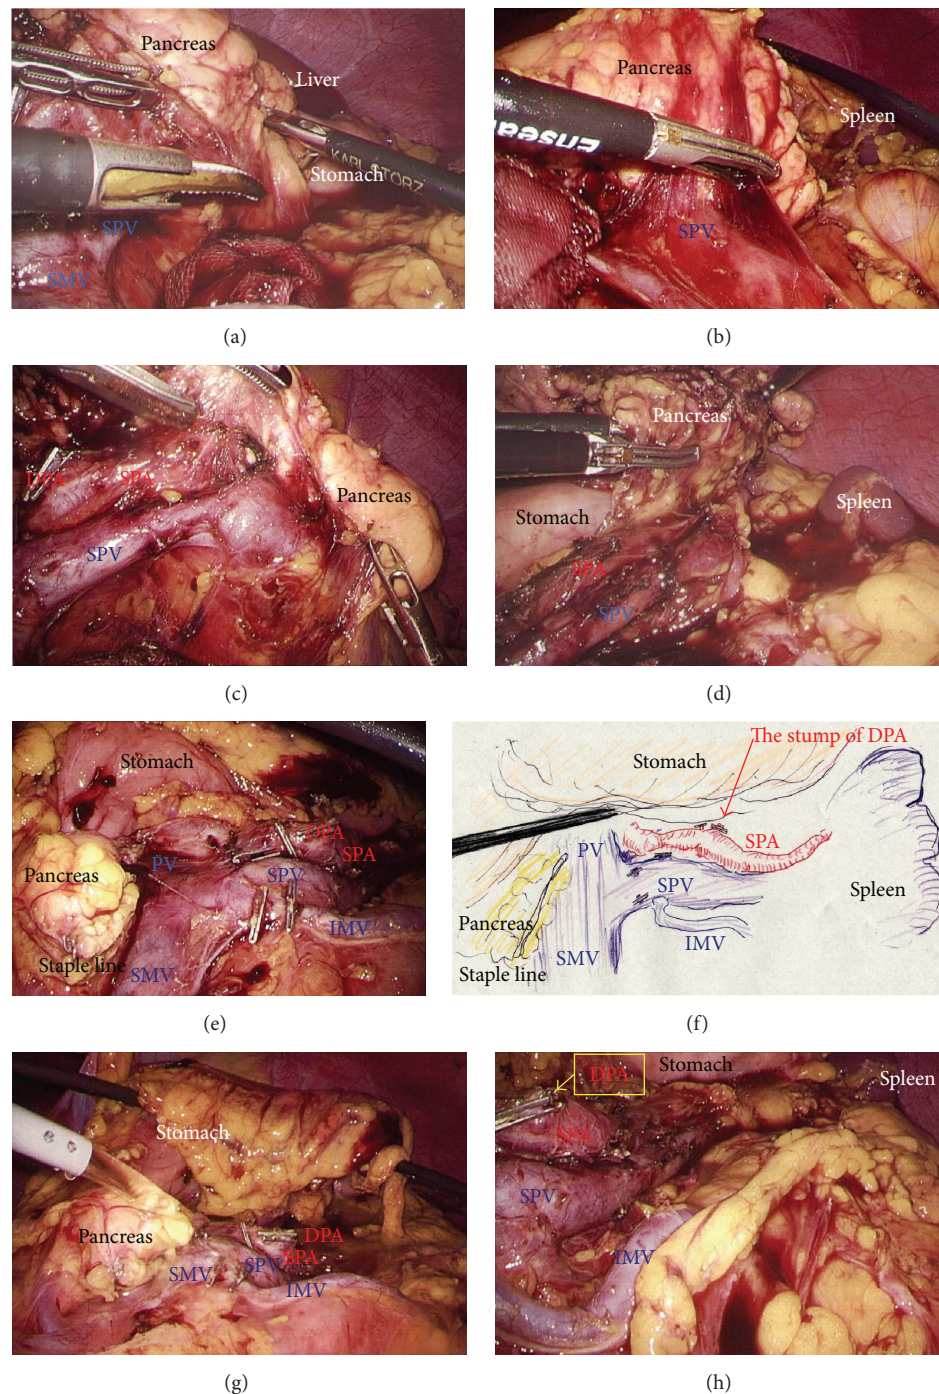 Pancreas
Liver
KARL STORZ
Stomach
SPV
SMV
(a)
Pancreas
Spleen
Ensea
SPV
(b)
DPA
SPA
Pancreas
SPV
(c)
Pancreas
Stomach
Spleen
SPA
SPV
(d)
Stomach
DPA
PV
SPA
Pancreas
SPV
IMV
Staple line
SMV
(e)
The stump of DPA
Stomach
PV
SPA
SPV
Spleen
Pancreas
SMV
IMV
Staple line
(f)
Stomach
Pancreas
DPA
SPV
SPA
SMV
IMV
(g)
DPA
Stomach
Spleen
SPA
SPV
IMV
(h)